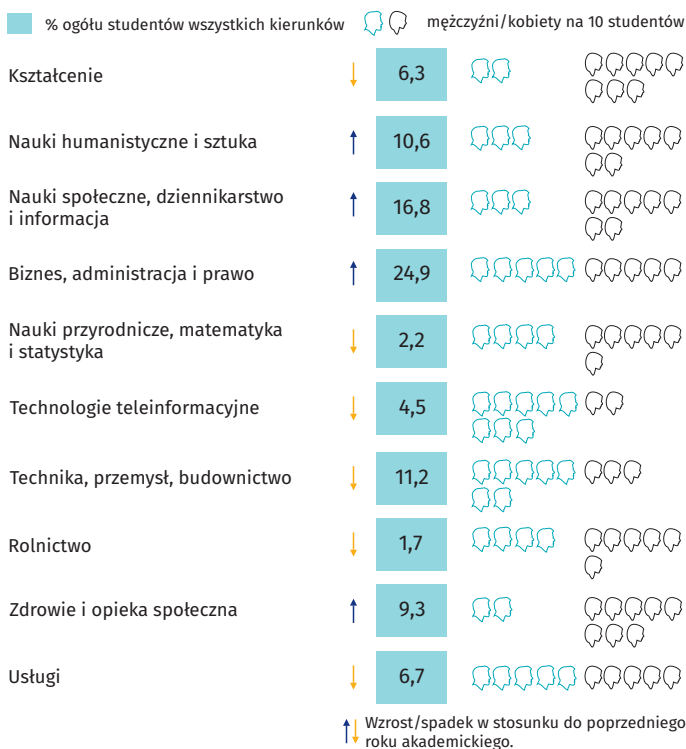 % ogółu studentów wszystkich kierunków
mężczyźni/kobiety na 10 studentów
Kształcenie
6,3
Nauki humanistyczne i sztuka
10,6
Nauki społeczne, dziennikarstwo
i informacja
16,8
Biznes, administracja i prawo
24,9
Nauki przyrodnicze, matematyka
i statystyka
2,2
Technologie teleinformacyjne
4,5
Technika, przemysł, budownictwo
11,2
Rolnictwo
1,7
Zdrowie i opieka społeczna
9,3
Usługi
6,7
Wzrost/spadek w stosunku do poprzedniego
roku akademickiego.